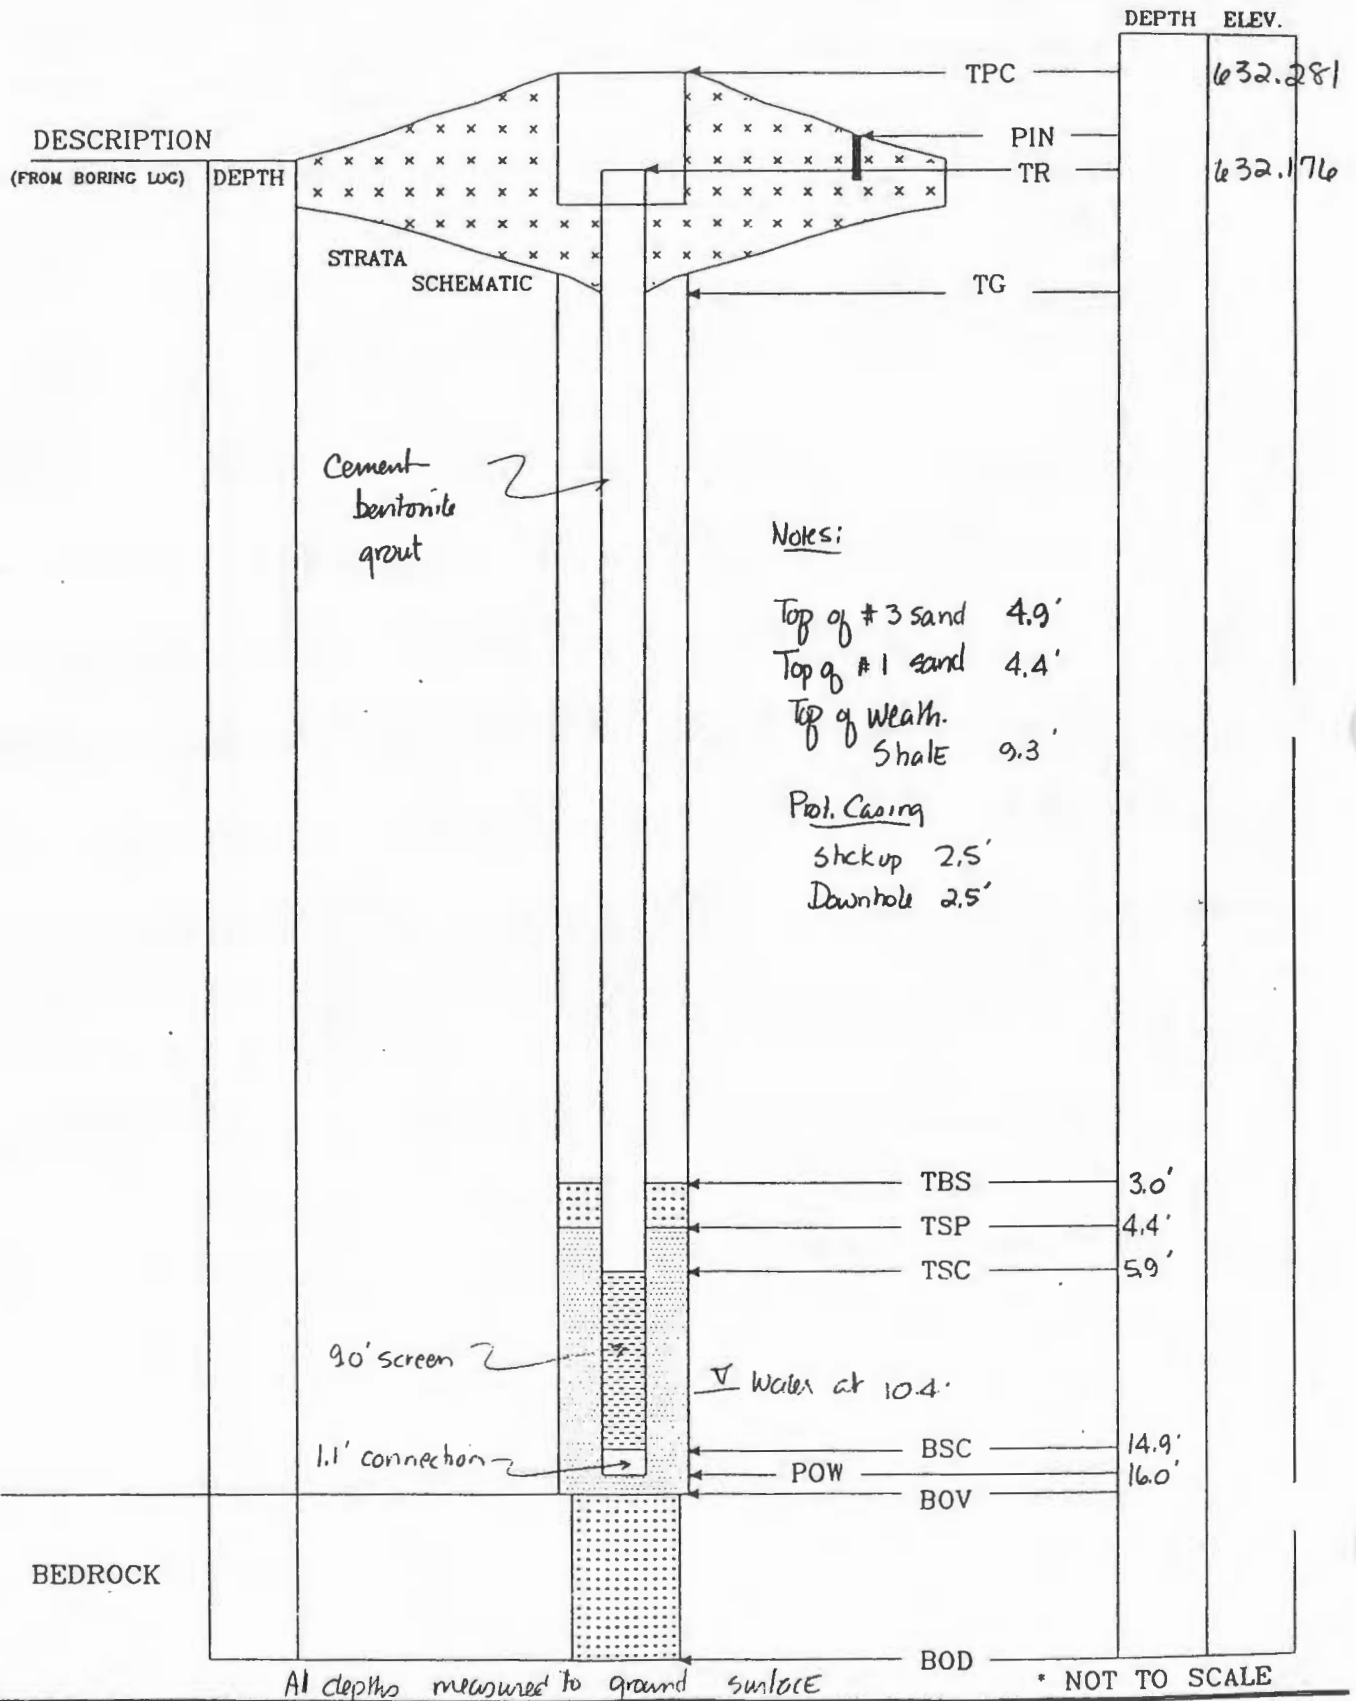 DEPTH ELEV.
TPC 632.281
DESCRIPTION
PIN
(FROM BORING LOG) DEPTH
TR 632.176
STRATA
SCHEMATIC
TG
Cement
bentonite
grout
Notes:
Top of #3 sand 4.9'
Top of #1 sand 4.4'
Top of Weath.
Shale 9.3'
Prot. Casing
Stickup 2.5'
Downhole 2.5'
TBS 3.0'
TSP 4.4'
TSC 5.9'
9.0' screen
Water at 10.4'
BSC 14.9'
1.1' connection
POW 16.0'
BOV
BEDROCK
BOD
Al depths measured to ground surface
* NOT TO SCALE